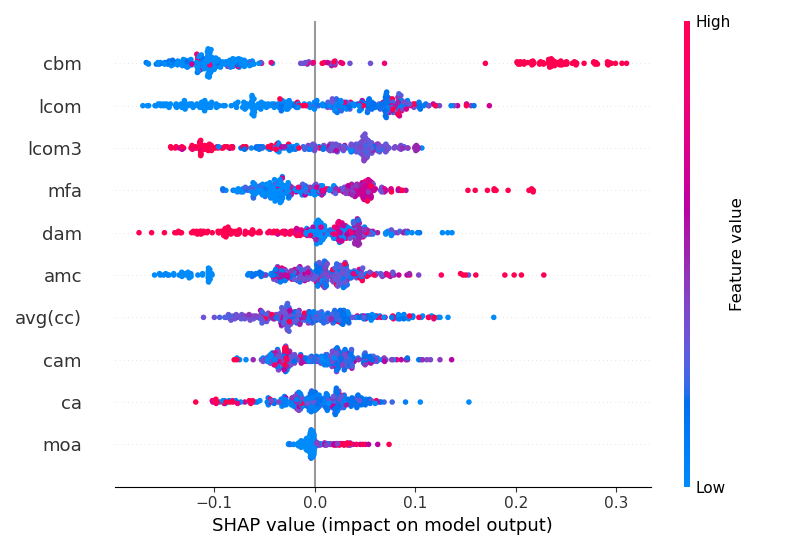 High
cbm
lcom
lcom3
mfa
dam
amc
avg(cc)
cam
ca
moa
Feature value
Low
−0.1
0.0
0.1
0.2
0.3
SHAP value (impact on model output)